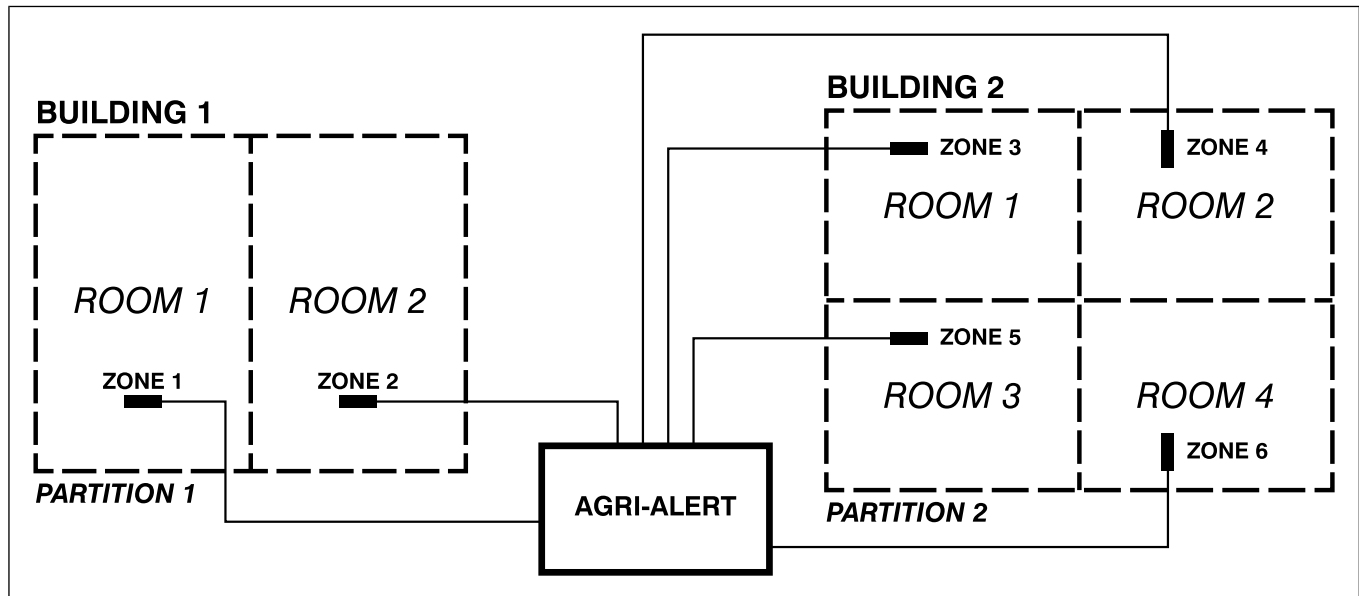 BUILDING 1
ROOM 1
ROOM 2
ZONE 1
ZONE 2
PARTITION 1
AGRI-ALERT
BUILDING 2
ZONE 3
ZONE 4
ROOM 1
ROOM 2
ZONE 5
ROOM 3
ROOM 4
ZONE 6
PARTITION 2